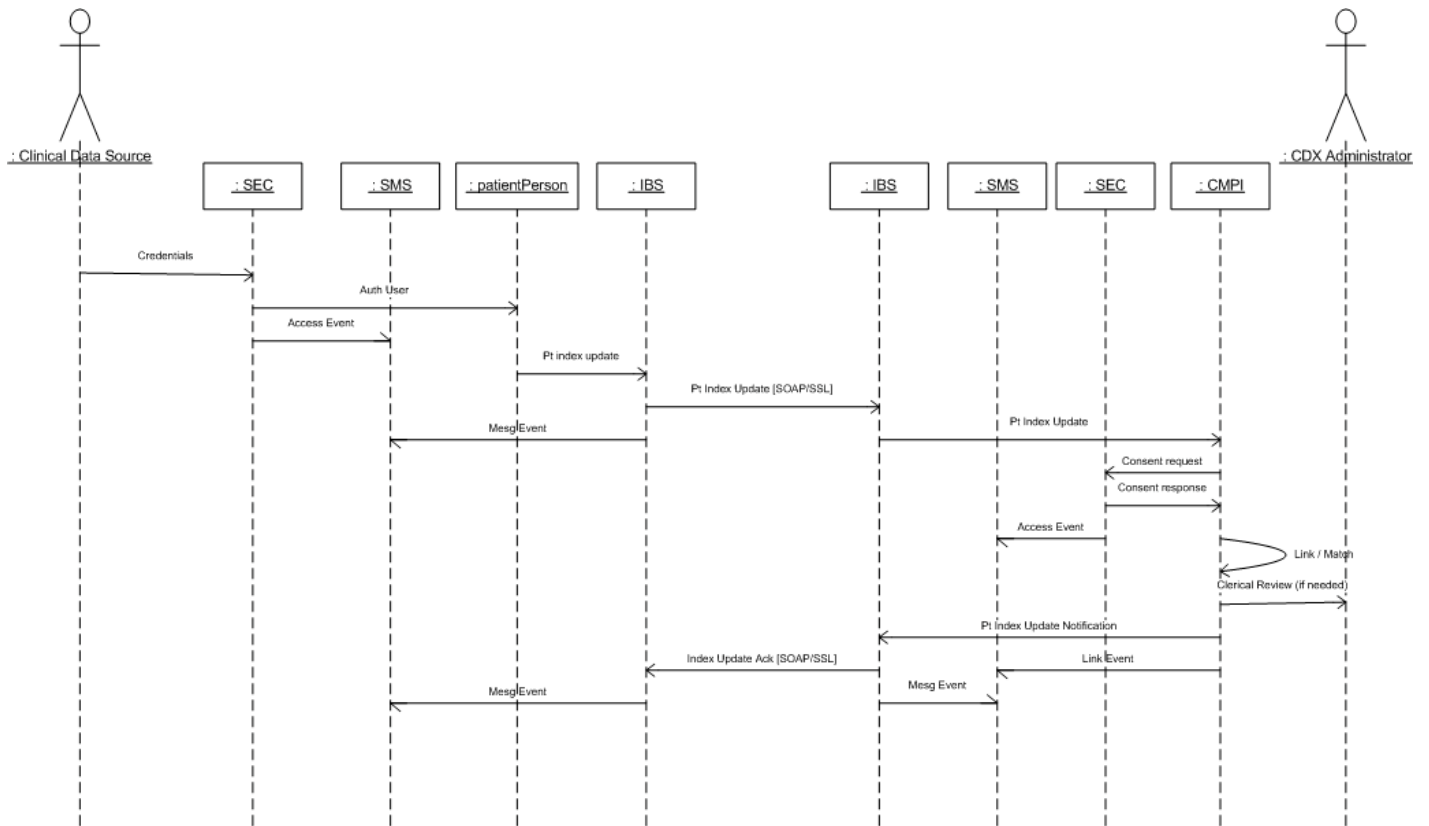 : Clinical Data Source
: CDX Administrator
: SEC
: SMS
: patientPerson
: IBS
: IBS
: SMS
: SEC
: CMPI
Credentials
Auth User
Access Event
Pt index update
Pt Index Update [SOAP/SSL]
Mesg Event
Pt Index Update
Consent request
Consent response
Access Event
Link / Match
Clerical Review (if needed)
Pt Index Update Notification
Index Update Ack [SOAP/SSL]
Link Event
Mesg Event
Mesg Event